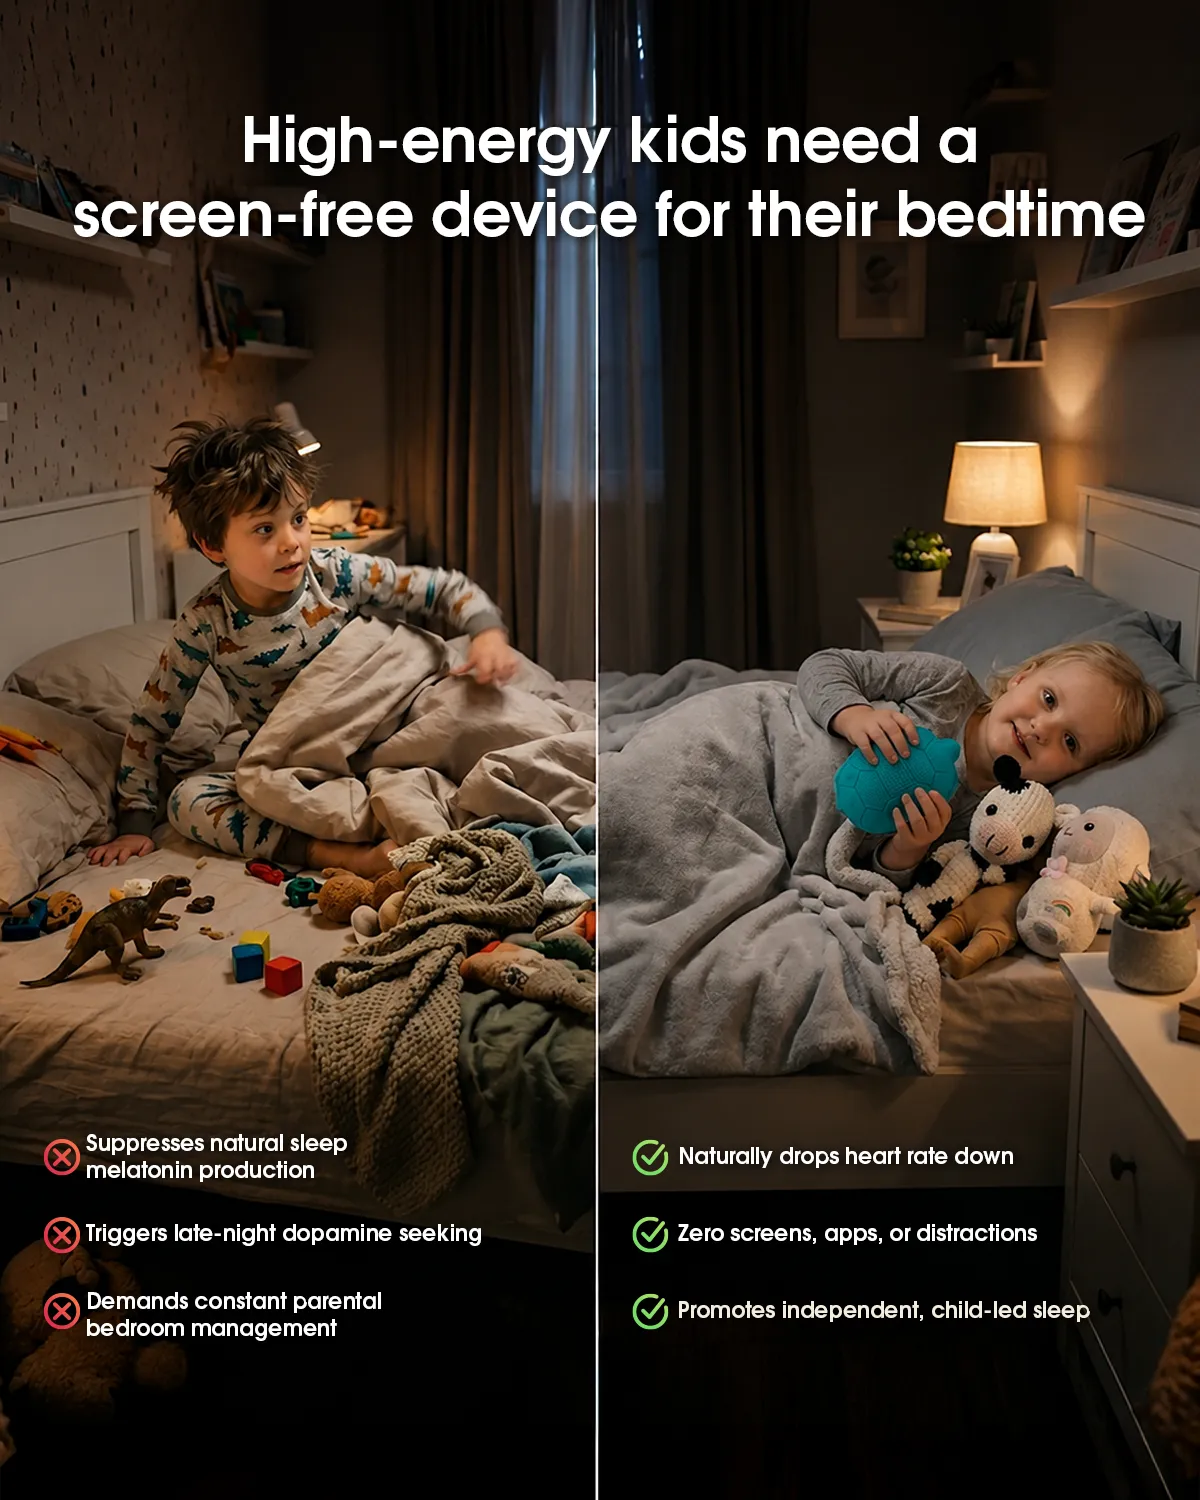 High-energy kids need a
screen-free device for their bedtime
Suppresses natural sleep
melatonin production
Triggers late-night dopamine seeking
Demands constant parental
bedroom management
Naturally drops heart rate down
Zero screens, apps, or distractions
Promotes independent, child-led sleep